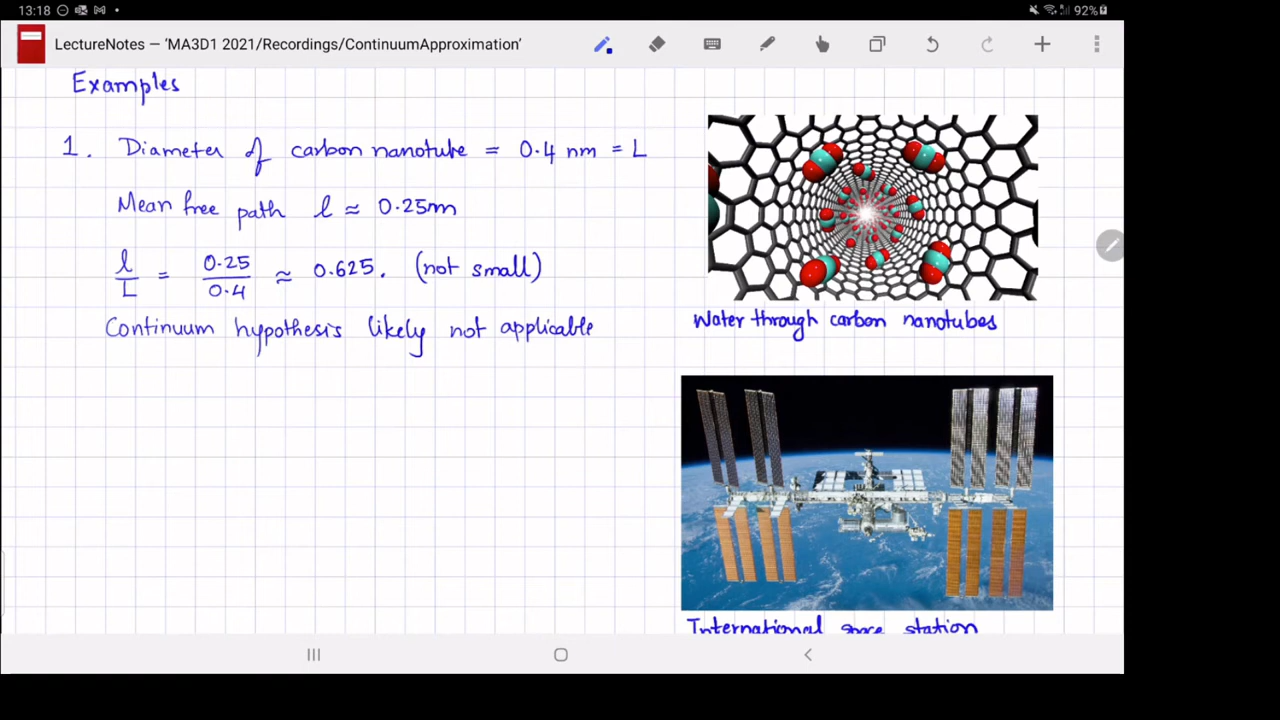 13:18
92%
LectureNotes – 'MA3D1 2021/Recordings/ContinuumApproximation'
Examples
1. Diameter of carbon nanotube = 0.4 nm = L
Mean free path l ≈ 0.25m
l/L = 0.25/0.4 ≈ 0.625. (not small)
Continuum hypothesis likely not applicable
Water through carbon nanotubes
International space station